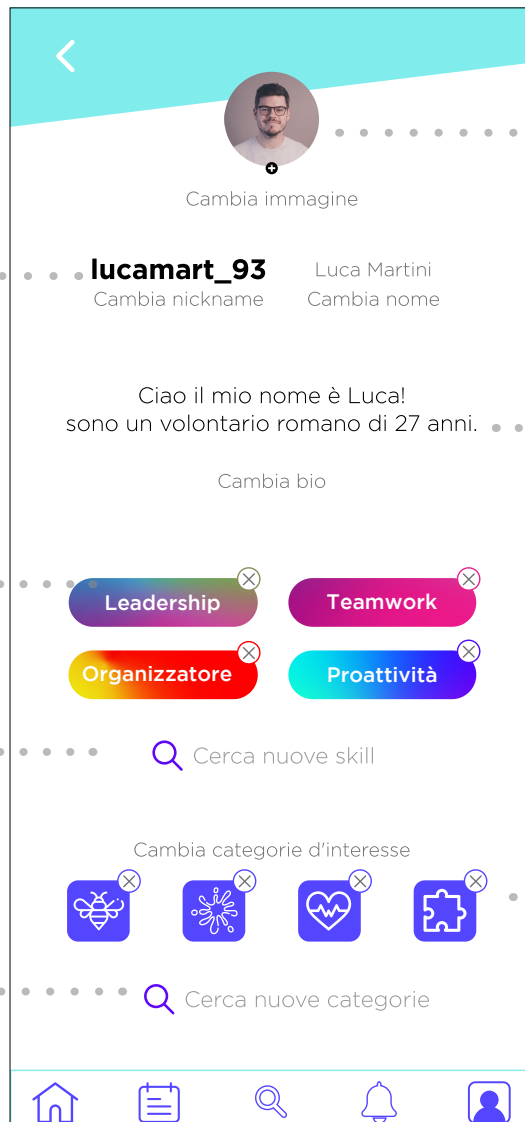 Cambia immagine
lucamart_93
Luca Martini
Cambia nickname
Cambia nome
Ciao il mio nome è Luca!
sono un volontario romano di 27 anni.
Cambia bio
Leadership
Teamwork
Organizzatore
Proattività
Cerca nuove skill
Cambia categorie d'interesse
Cerca nuove categorie